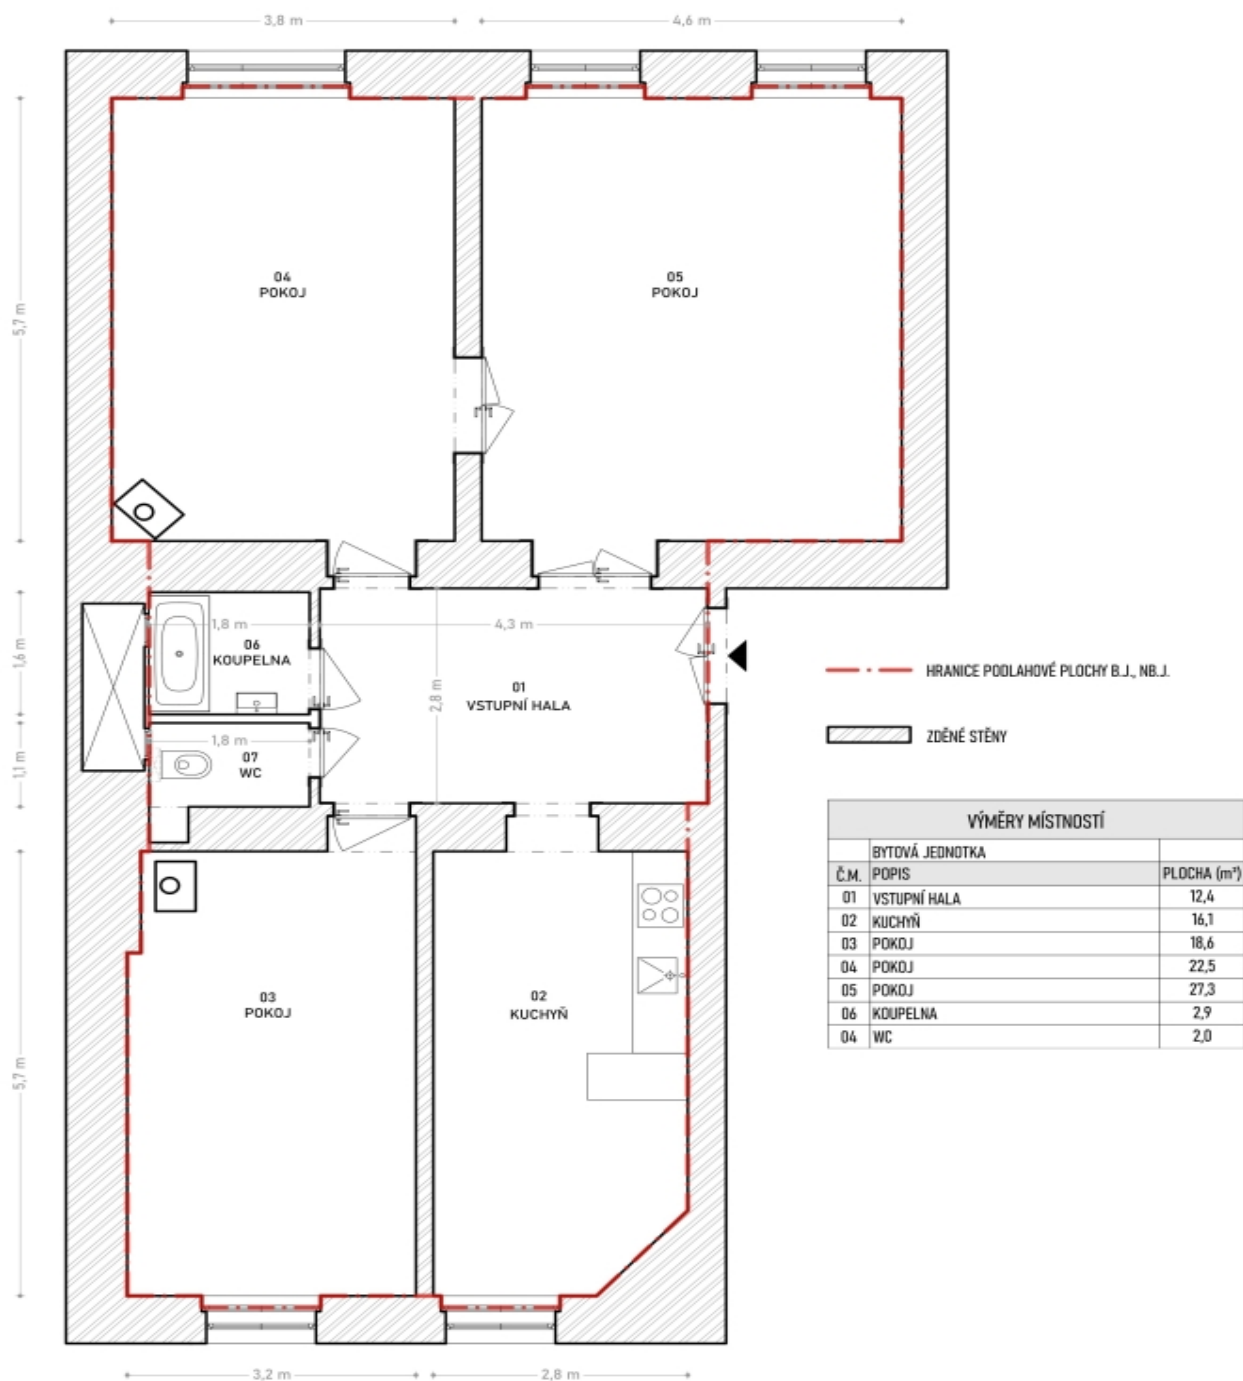 3,8 m
4,6 m
5,7 m
04
POKOJ
05
POKOJ
1,6 m
1,8 m
06
KOUPELNA
4,3 m
2,8 m
01
VSTUPNÍ HALA
1,1 m
1,8 m
07
WC
5,7 m
03
POKOJ
02
KUCHYŇ
3,2 m
2,8 m
HRANICE PODLAHOVÉ PLOCHY B.J., NB.J.
ZDĚNÉ STĚNY
VÝMĚRY MÍSTNOSTÍ
BYTOVÁ JEDNOTKA
Č.M. POPIS PLOCHA (m²)
01 VSTUPNÍ HALA 12,4
02 KUCHYŇ 16,1
03 POKOJ 18,6
04 POKOJ 22,5
05 POKOJ 27,3
06 KOUPELNA 2,9
04 WC 2,0